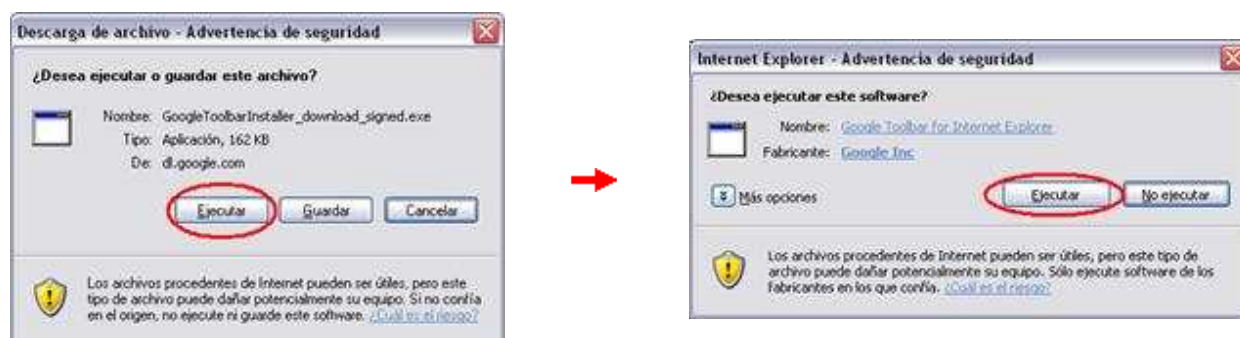 Descarga de archivo - Advertencia de seguridad
¿Desea ejecutar o guardar este archivo?
Nombre: GoogleToolbarInstaller_download_signed.exe
Tipo: Aplicación, 162 KB
De: dl.google.com
Ejecutar Guardar Cancelar
Los archivos procedentes de Internet pueden ser útiles, pero este
tipo de archivo puede dañar potencialmente su equipo. Si no confía
en el origen, no ejecute ni guarde este software. ¿Cuál es el riesgo?
Internet Explorer - Advertencia de seguridad
¿Desea ejecutar este software?
Nombre: Google Toolbar for Internet Explorer
Fabricante: Google Inc
Más opciones Ejecutar No ejecutar
Los archivos procedentes de Internet pueden ser útiles, pero este tipo de
archivo puede dañar potencialmente su equipo. Sólo ejecute software de los
fabricantes en los que confía. ¿Cuál es el riesgo?